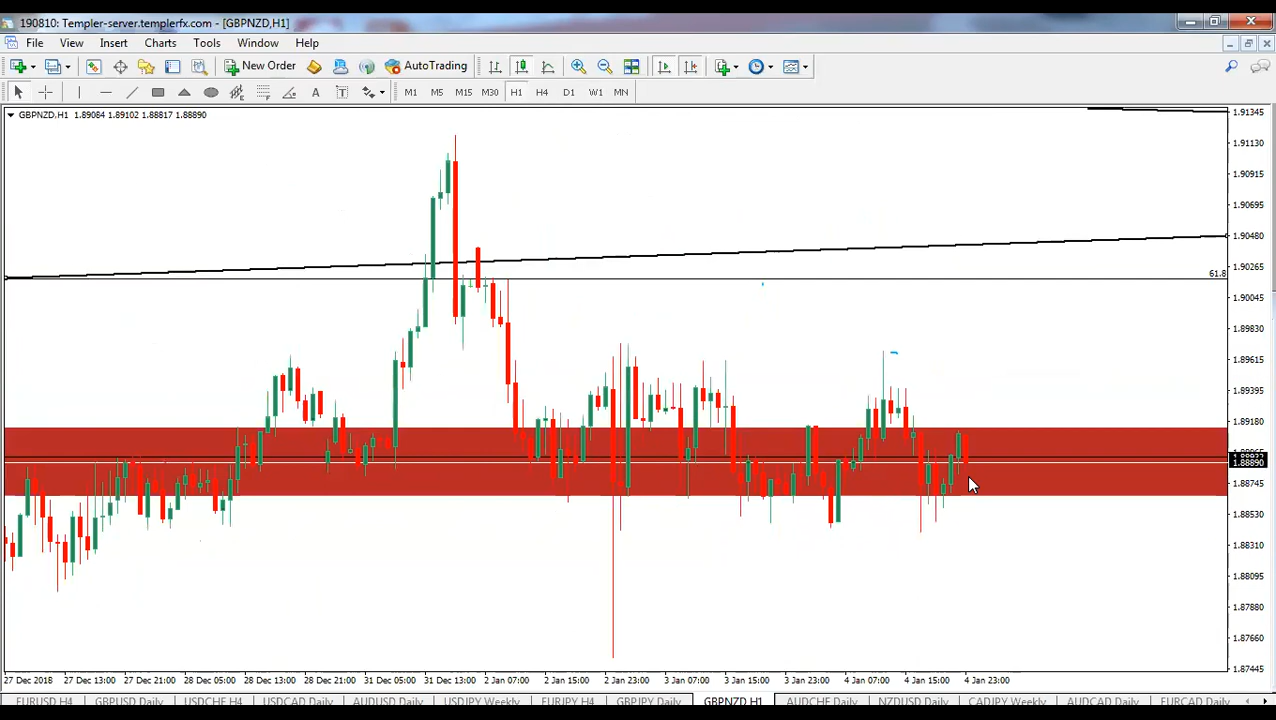 190810: Templer-server.templerfx.com - [GBPNZD,H1]
File View Insert Charts Tools Window Help
New Order AutoTrading
A T M1 M5 M15 M30 H1 H4 D1 W1 MN
GBPNZD,H1 1.89084 1.89102 1.88817 1.88890
1.91345
1.91130
1.90915
1.90695
1.90480
1.90265
61.8
1.90045
1.89830
1.89615
1.89395
1.89180
1.88890
1.88745
1.88530
1.88310
1.88095
1.87880
1.87660
1.87445
27 Dec 2018 27 Dec 13:00 27 Dec 21:00 28 Dec 05:00 28 Dec 13:00 28 Dec 21:00 31 Dec 05:00 31 Dec 13:00 2 Jan 07:00 2 Jan 15:00 2 Jan 23:00 3 Jan 07:00 3 Jan 15:00 3 Jan 23:00 4 Jan 07:00 4 Jan 15:00 4 Jan 23:00
EURUSD H4 GBPUSD Daily USDCHF H4 USDCAD Daily AUDUSD Daily USDJPY Weekly EURJPY H4 GBPJPY Daily GBPNZD H1 AUDCHF Daily NZDUSD Daily CADJPY Weekly AUDCAD Daily EURCAD Daily